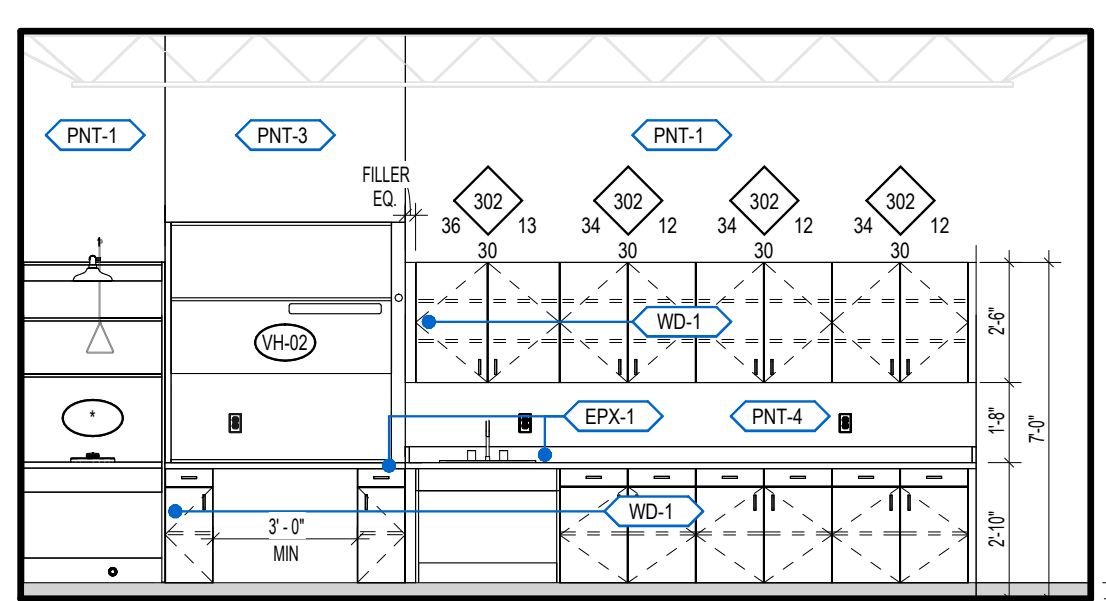 PNT-1
PNT-3
PNT-1
FILLER
EQ.
302
36 13
30
302
34 12
30
302
34 12
30
302
34 12
30
WD-1
2'-6"
VH-02
*
EPX-1
PNT-4
1'-8"
7'-0"
WD-1
3' - 0"
MIN
2'-10"